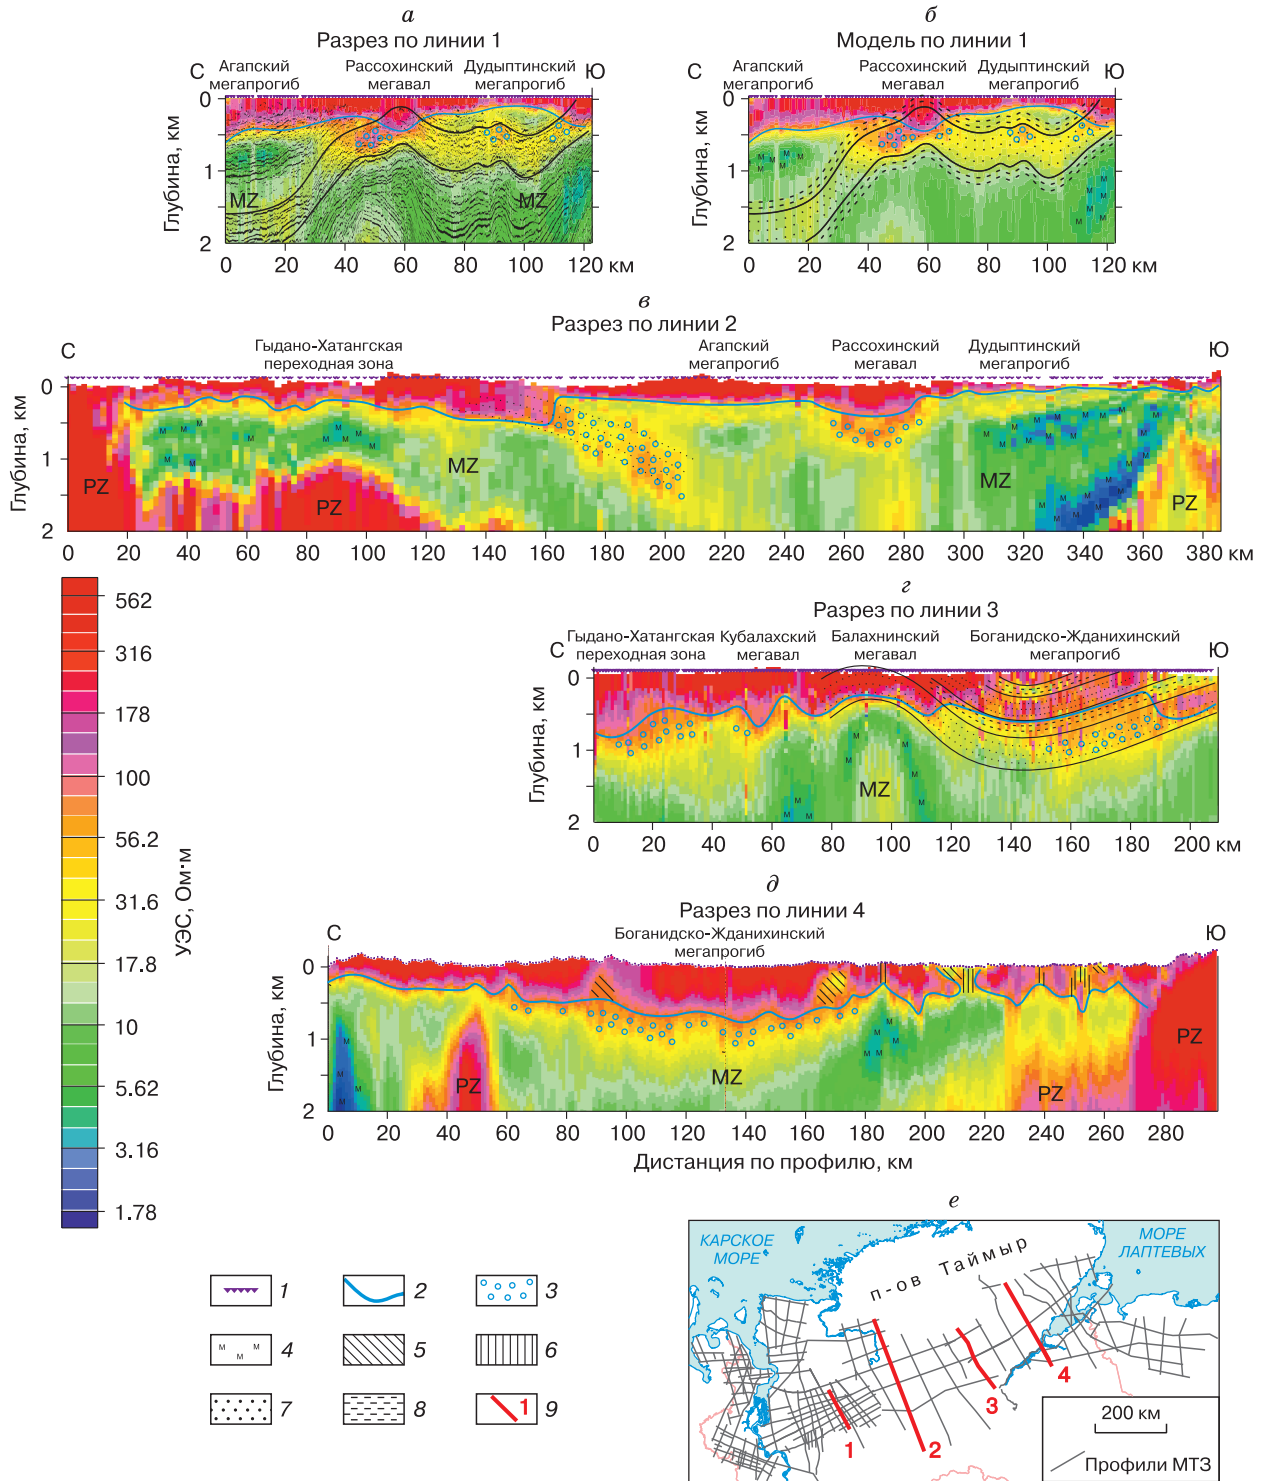 а
Разрез по линии 1
С Агапский мегапрогиб Рассохинский мегавал Дудыптинский мегапрогиб Ю
Глубина, км
0
1
2
MZ MZ
0 20 40 60 80 100 120 км
б
Модель по линии 1
С Агапский мегапрогиб Рассохинский мегавал Дудыптинский мегапрогиб Ю
Глубина, км
0
1
2
М М М М М М М
М М М М М М
0 20 40 60 80 100 120 км
в
Разрез по линии 2
С Гыдано-Хатангская переходная зона Агапский мегапрогиб Рассохинский мегавал Дудыптинский мегапрогиб Ю
Глубина, км
0
1
2
PZ PZ MZ MZ PZ
0 20 40 60 80 100 120 140 160 180 200 220 240 260 280 300 320 340 360 380 км
г
Разрез по линии 3
С Гыдано-Хатангская переходная зона Кубалахский мегавал Балахнинский мегавал Боганидско-Жданихинский мегапрогиб Ю
Глубина, км
0
1
2
MZ
0 20 40 60 80 100 120 140 160 180 200 км
УЭС, Ом·м
562
316
178
100
56.2
31.6
17.8
10
5.62
3.16
1.78
д
Разрез по линии 4
С Боганидско-Жданихинский мегапрогиб Ю
Глубина, км
0
1
2
PZ MZ PZ PZ
0 20 40 60 80 100 120 140 160 180 200 220 240 260 280
Дистанция по профилю, км
1 2 3
М М М
4 5 6
7 8 1 9
е
КАРСКОЕ МОРЕ
п-ов Таймыр
МОРЕ ЛАПТЕВЫХ
1 2 3 4
200 км
Профили МТЗ